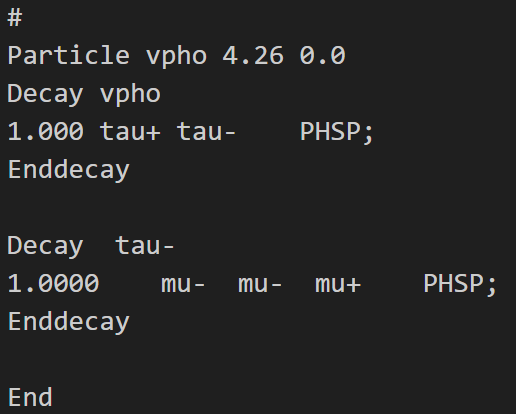 #
Particle vpho 4.26 0.0
Decay vpho
1.000 tau+ tau-    PHSP;
Enddecay

Decay  tau-
1.0000    mu-  mu-  mu+    PHSP;
Enddecay

End